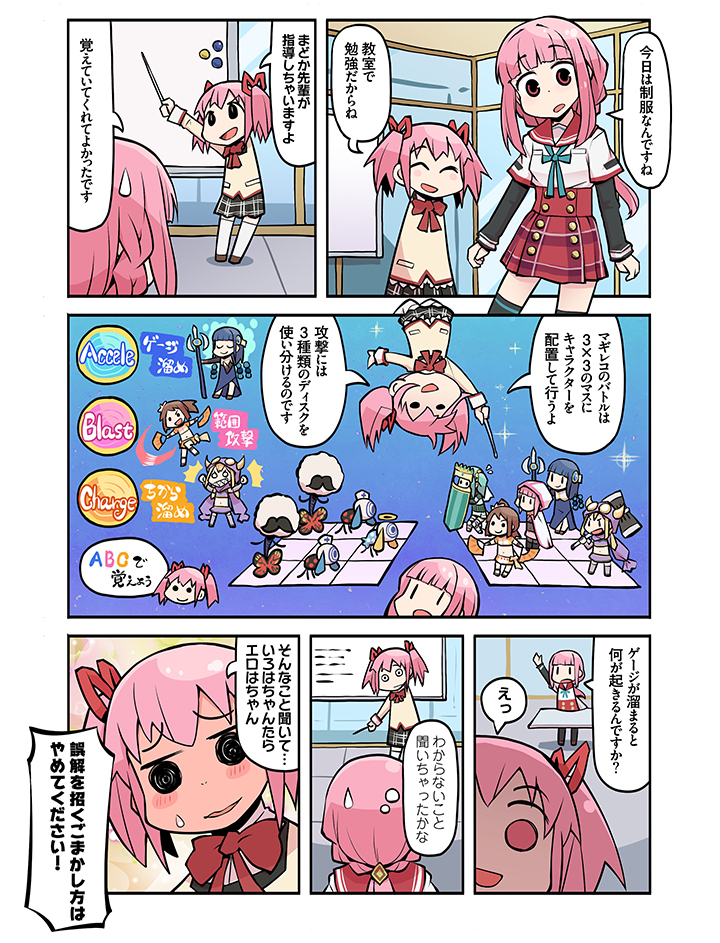 今日は制服なんですね
教室で
勉強だからね
まどか先輩が
指導しちゃいますよ
覚えていてくれてよかったです
マギレコのバトルは
3×3のマスに
キャラクターを
配置して行うよ
攻撃には
3種類のディスクを
使い分けるのです
Accele
ゲージ
溜め
Blast
範囲
攻撃
Charge
ちから
溜め
ABCで
覚えよう
ゲージが溜まると
何が起きるんですか?
えっ
わからないこと
聞いちゃったかな
そんなこと聞いて…
いろはちゃんたら
エロはちゃん
誤解を招くごまかし方は
やめてください!